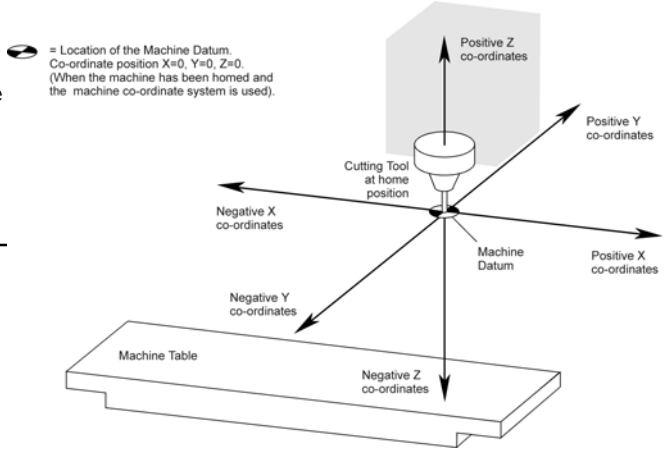 = Location of the Machine Datum.
Co-ordinate position X=0, Y=0, Z=0.
(When the machine has been homed and
the machine co-ordinate system is used).
e
Positive Z
co-ordinates
Positive Y
co-ordinates
Cutting Tool
at home
position
Negative X
co-ordinates
Machine
Datum
Positive X
co-ordinates
Negative Y
co-ordinates
Machine Table
Negative Z
co-ordinates